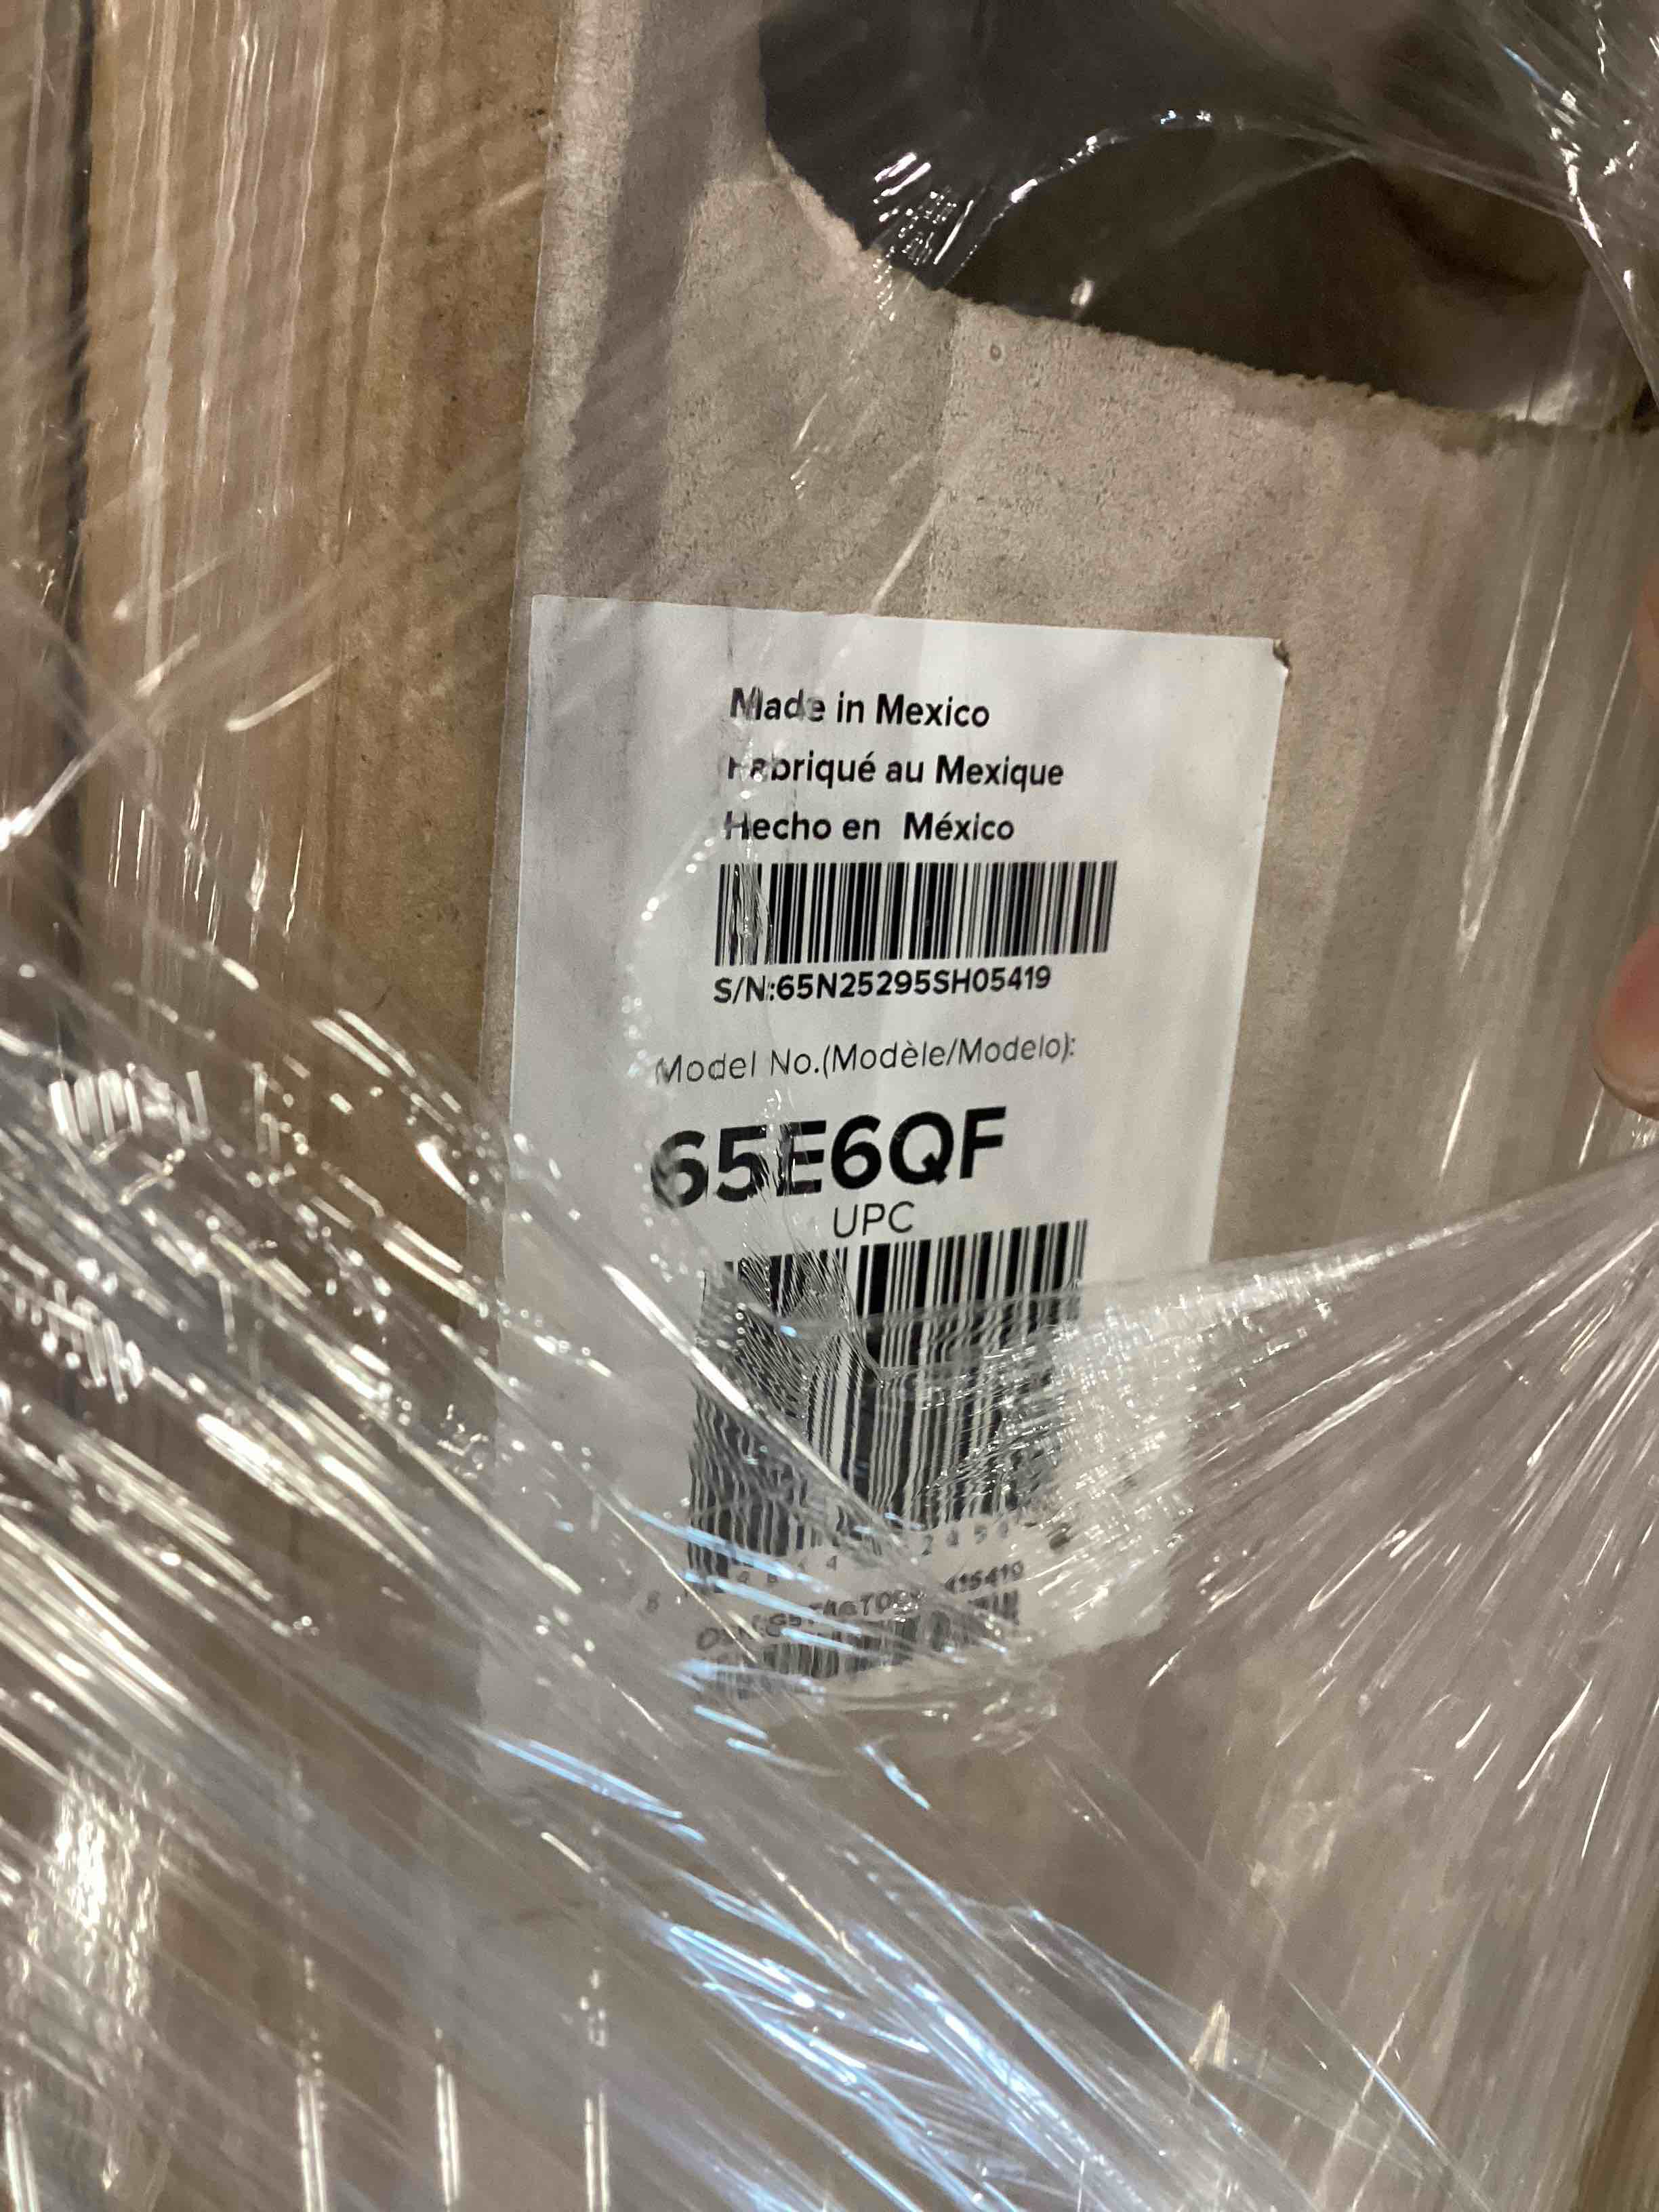 Made in Mexico
Fabriqué au Mexique
Hecho en México
S/N:65N25295SH05419
Model No.(Modèle/Modelo):
65E6QF
UPC